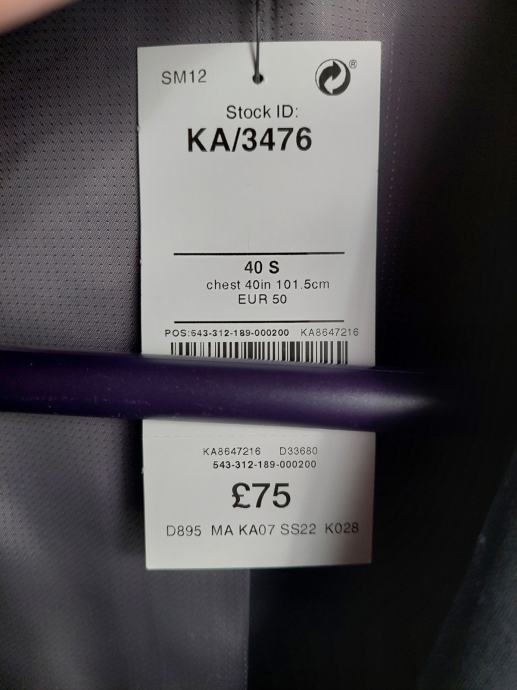 SM12
®
Stock ID:
KA/3476
40 S
chest 40in 101.5cm
EUR 50
POS:543-312-189-000200 KA8647216
KA8647216 D33680
543-312-189-000200
£75
D895 MA KA07 SS22 K028